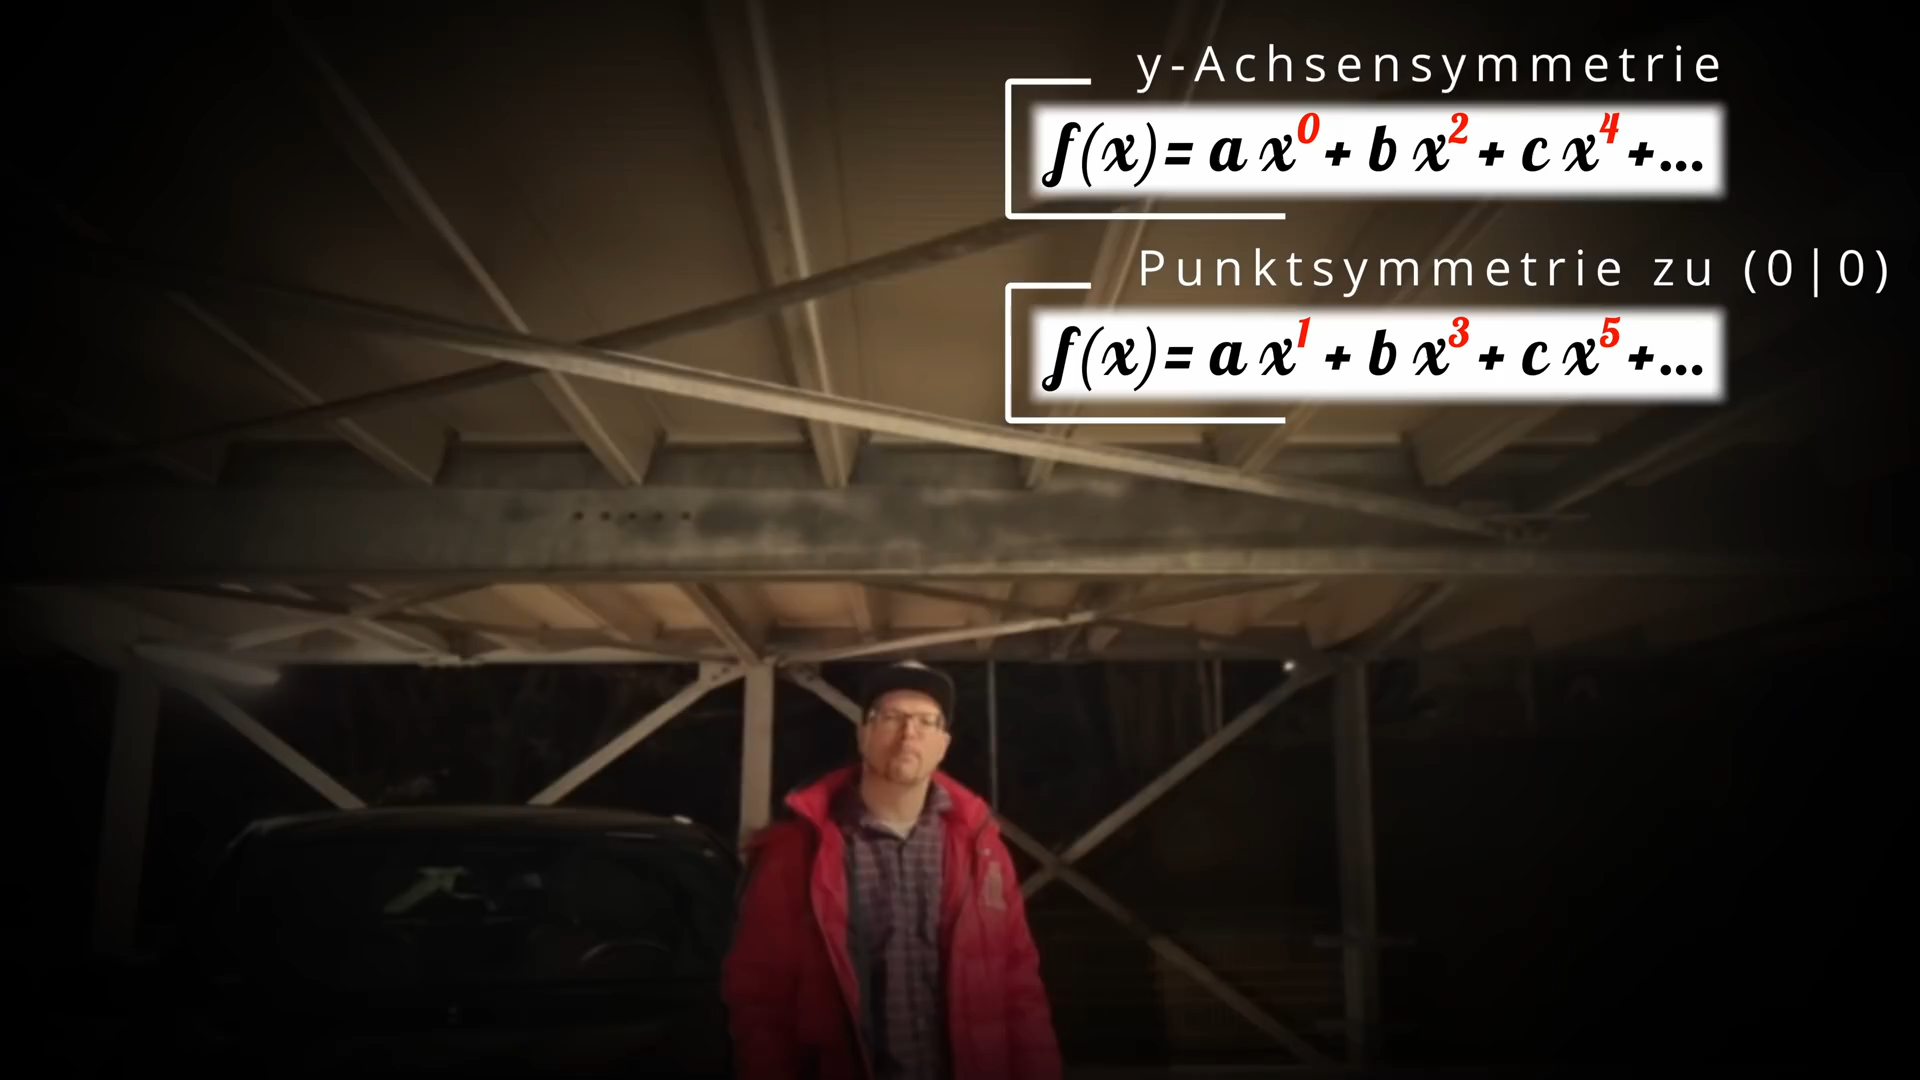 y-Achsensymmetrie
f(x) = a x⁰ + b x² + c x⁴ +...
Punktsymmetrie zu (0|0)
f(x) = a x¹ + b x³ + c x⁵ +...